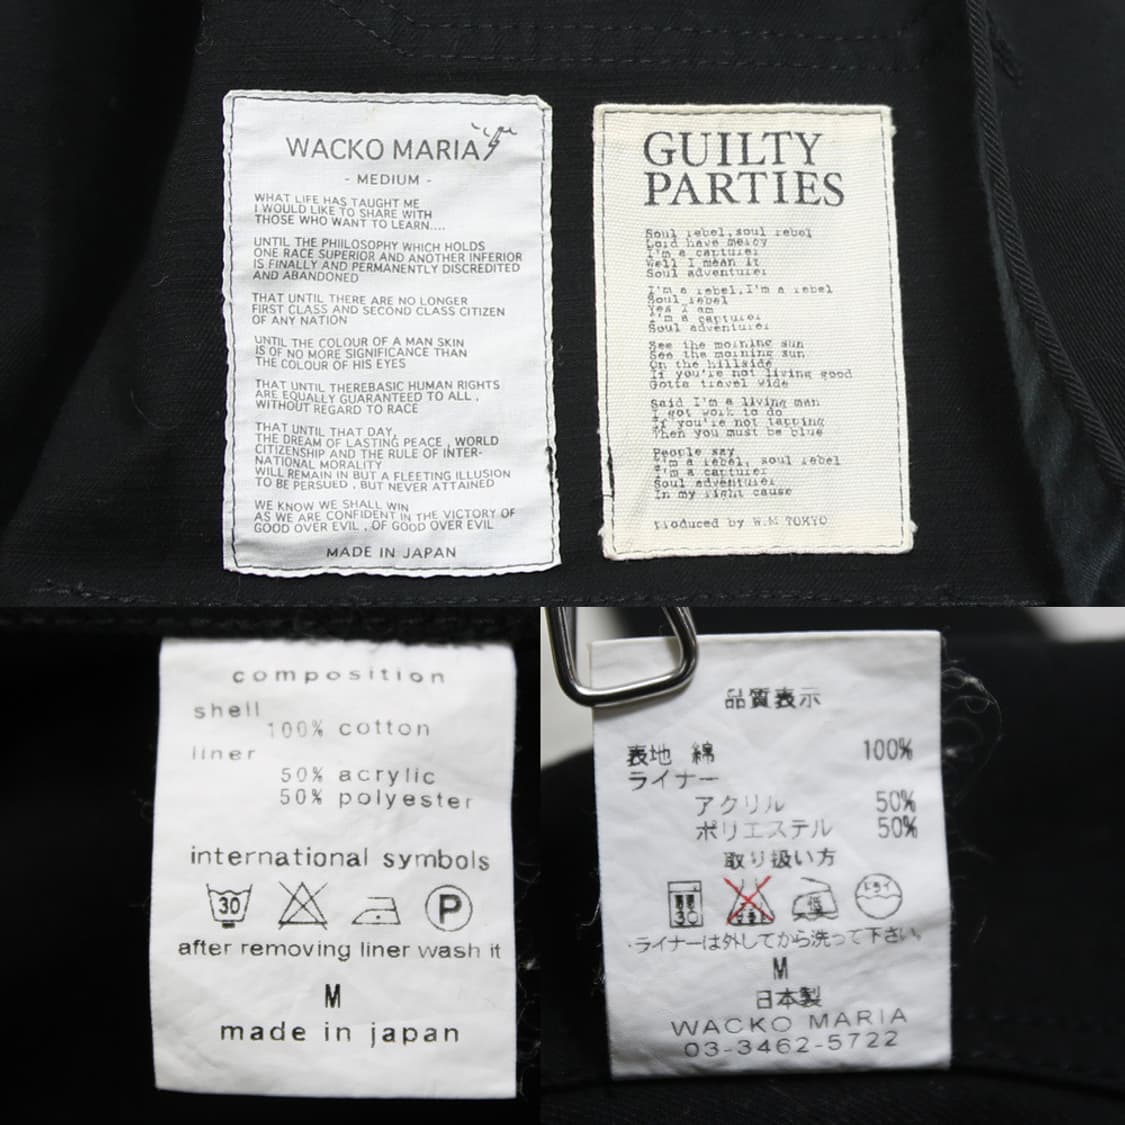 WACKO MARIA
- MEDIUM -
WHAT LIFE HAS TAUGHT ME
I WOULD LIKE TO SHARE WITH
THOSE WHO WANT TO LEARN....
UNTIL THE PHIILOSOPHY WHICH HOLDS
ONE RACE SUPERIOR AND ANOTHER INFERIOR
IS FINALLY AND PERMANENTLY DISCREDITED
AND ABANDONED
THAT UNTIL THERE ARE NO LONGER
FIRST CLASS AND SECOND CLASS CITIZEN
OF ANY NATION
UNTIL THE COLOUR OF A MAN SKIN
IS OF NO MORE SIGNIFICANCE THAN
THE COLOUR OF HIS EYES
THAT UNTIL THEREBASIC HUMAN RIGHTS
ARE EQUALLY GUARANTEED TO ALL ,
WITHOUT REGARD TO RACE
THAT UNTIL THAT DAY,
THE DREAM OF LASTING PEACE , WORLD
CITIZENSHIP AND THE RULE OF INTER-
NATIONAL MORALITY
WILL REMAIN IN BUT A FLEETING ILLUSION
TO BE PERSUED , BUT NEVER ATTAINED
WE KNOW WE SHALL WIN
AS WE ARE CONFIDENT IN THE VICTORY OF
GOOD OVER EVIL , OF GOOD OVER EVIL
MADE IN JAPAN
GUILTY
PARTIES
Soul rebel,soul rebel
Lord have mercy
I'm a capturer
Well I mean it
Soul adventurer
I'm a rebel,I'm a rebel
Soul rebel
Yes I am
I'm a capturer
Soul adventurer
See the morning sun
See the morning sun
On the hillside
If you're not living good
Gotta travel wide
Said I'm a living man
I got work to do
If you're not tapping
Then you must be blue
People say
I'm a rebel, soul rebel
I'm a capturer
Soul adventurer
In my right cause
produced by W.M TOKYO
composition
shell
100% cotton
liner
50% acrylic
50% polyester
international symbols
30 P
after removing liner wash it
M
made in japan
品質表示
表地 綿 100%
ライナー
アクリル 50%
ポリエステル 50%
取り扱い方
30 低 ドライ
・ライナーは外してから洗って下さい。
M
日本製
WACKO MARIA
03-3462-5722